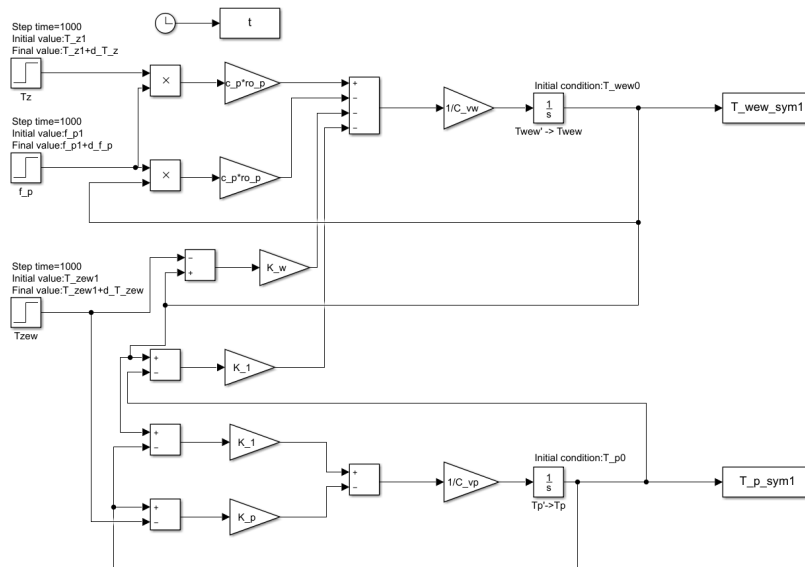 Step time=1000
Initial value:T_z1
Final value:T_z1+d_T_z
Tz
t
×
c_p*ro_p
+
−
−
−
1/C_vw
Initial condition:T_wew0
1
s
Twew' -> Twew
T_wew_sym1
Step time=1000
Initial value:f_p1
Final value:f_p1+d_f_p
f_p
×
c_p*ro_p
Step time=1000
Initial value:T_zew1
Final value:T_zew1+d_T_zew
Tzew
−
+
K_w
+
−
K_1
+
−
K_1
+
−
K_p
+
−
1/C_vp
Initial condition:T_p0
1
s
Tp'->Tp
T_p_sym1